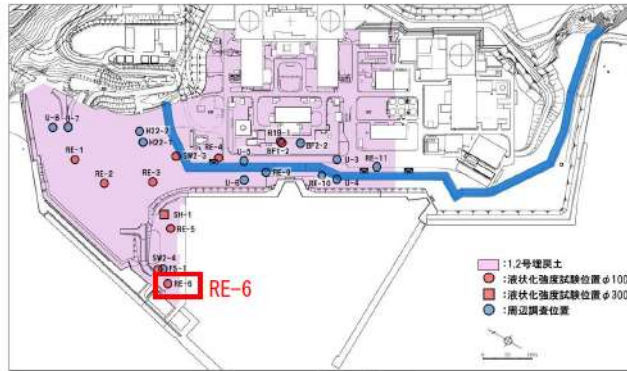 U-8 U-7
H22-2
H22-1
RE-1
RE-2
RE-3
SW2-3
RE-4
H19-1
BF1-2
BF2-2
U-5
U-6
RE-9
U-3
RE-10
U-4
RE-11
SH-1
RE-5
SW2-4
RE-6
RE-6
:1,2号埋戻土
:液状化強度試験位置φ100
:液状化強度試験位置φ300
:周辺調査位置